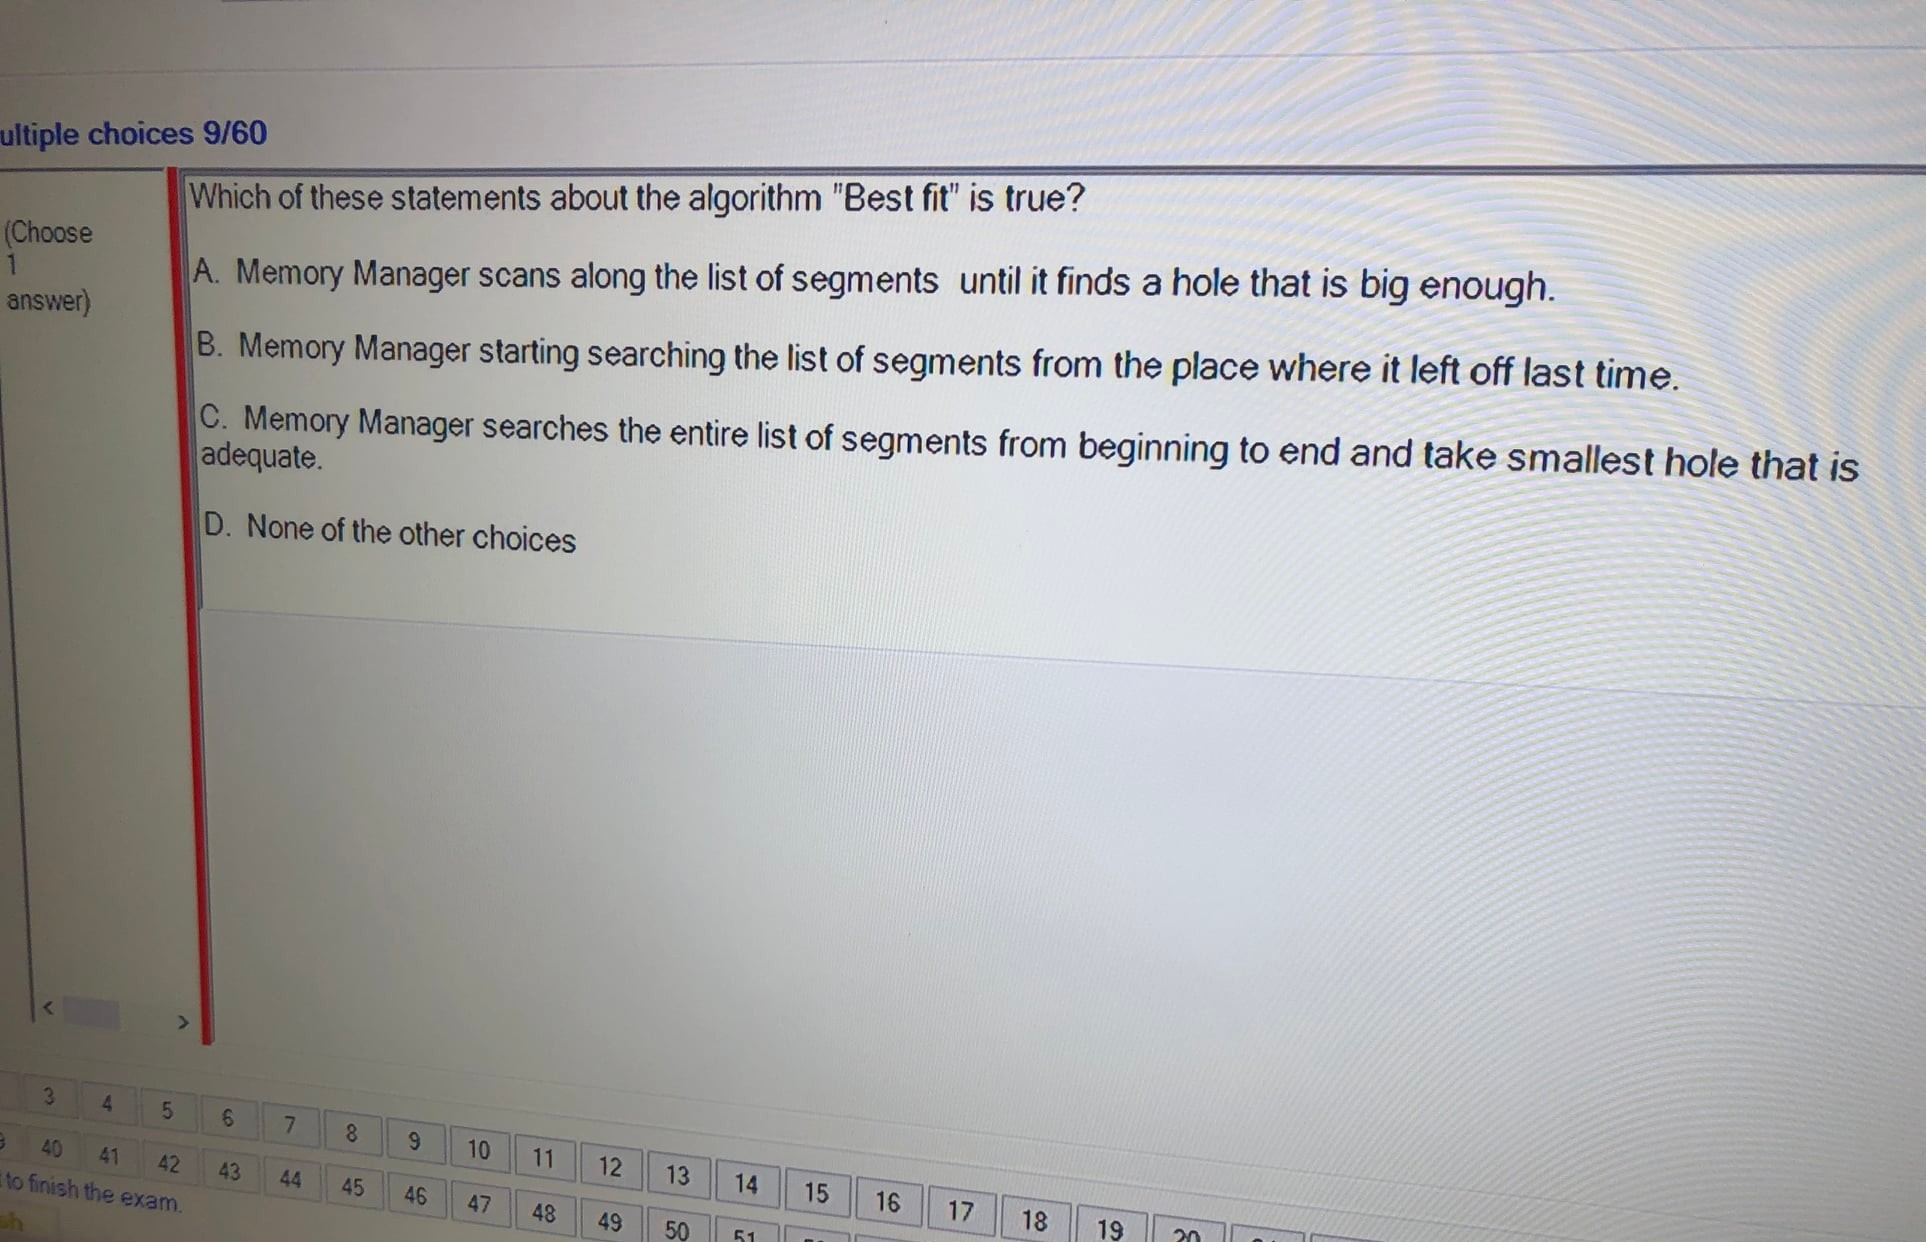 ultiple choices 9/60
(Choose
1
answer)
Which of these statements about the algorithm "Best fit" is true?
A. Memory Manager scans along the list of segments until it finds a hole that is big enough.
B. Memory Manager starting searching the list of segments from the place where it left off last time.
C. Memory Manager searches the entire list of segments from beginning to end and take smallest hole that is
adequate.
D. None of the other choices
< >
3 4 5 6 7 8 9 10 11 12 13 14 15 16 17 18 19 20
40 41 42 43 44 45 46 47 48 49 50 51
to finish the exam.
sh